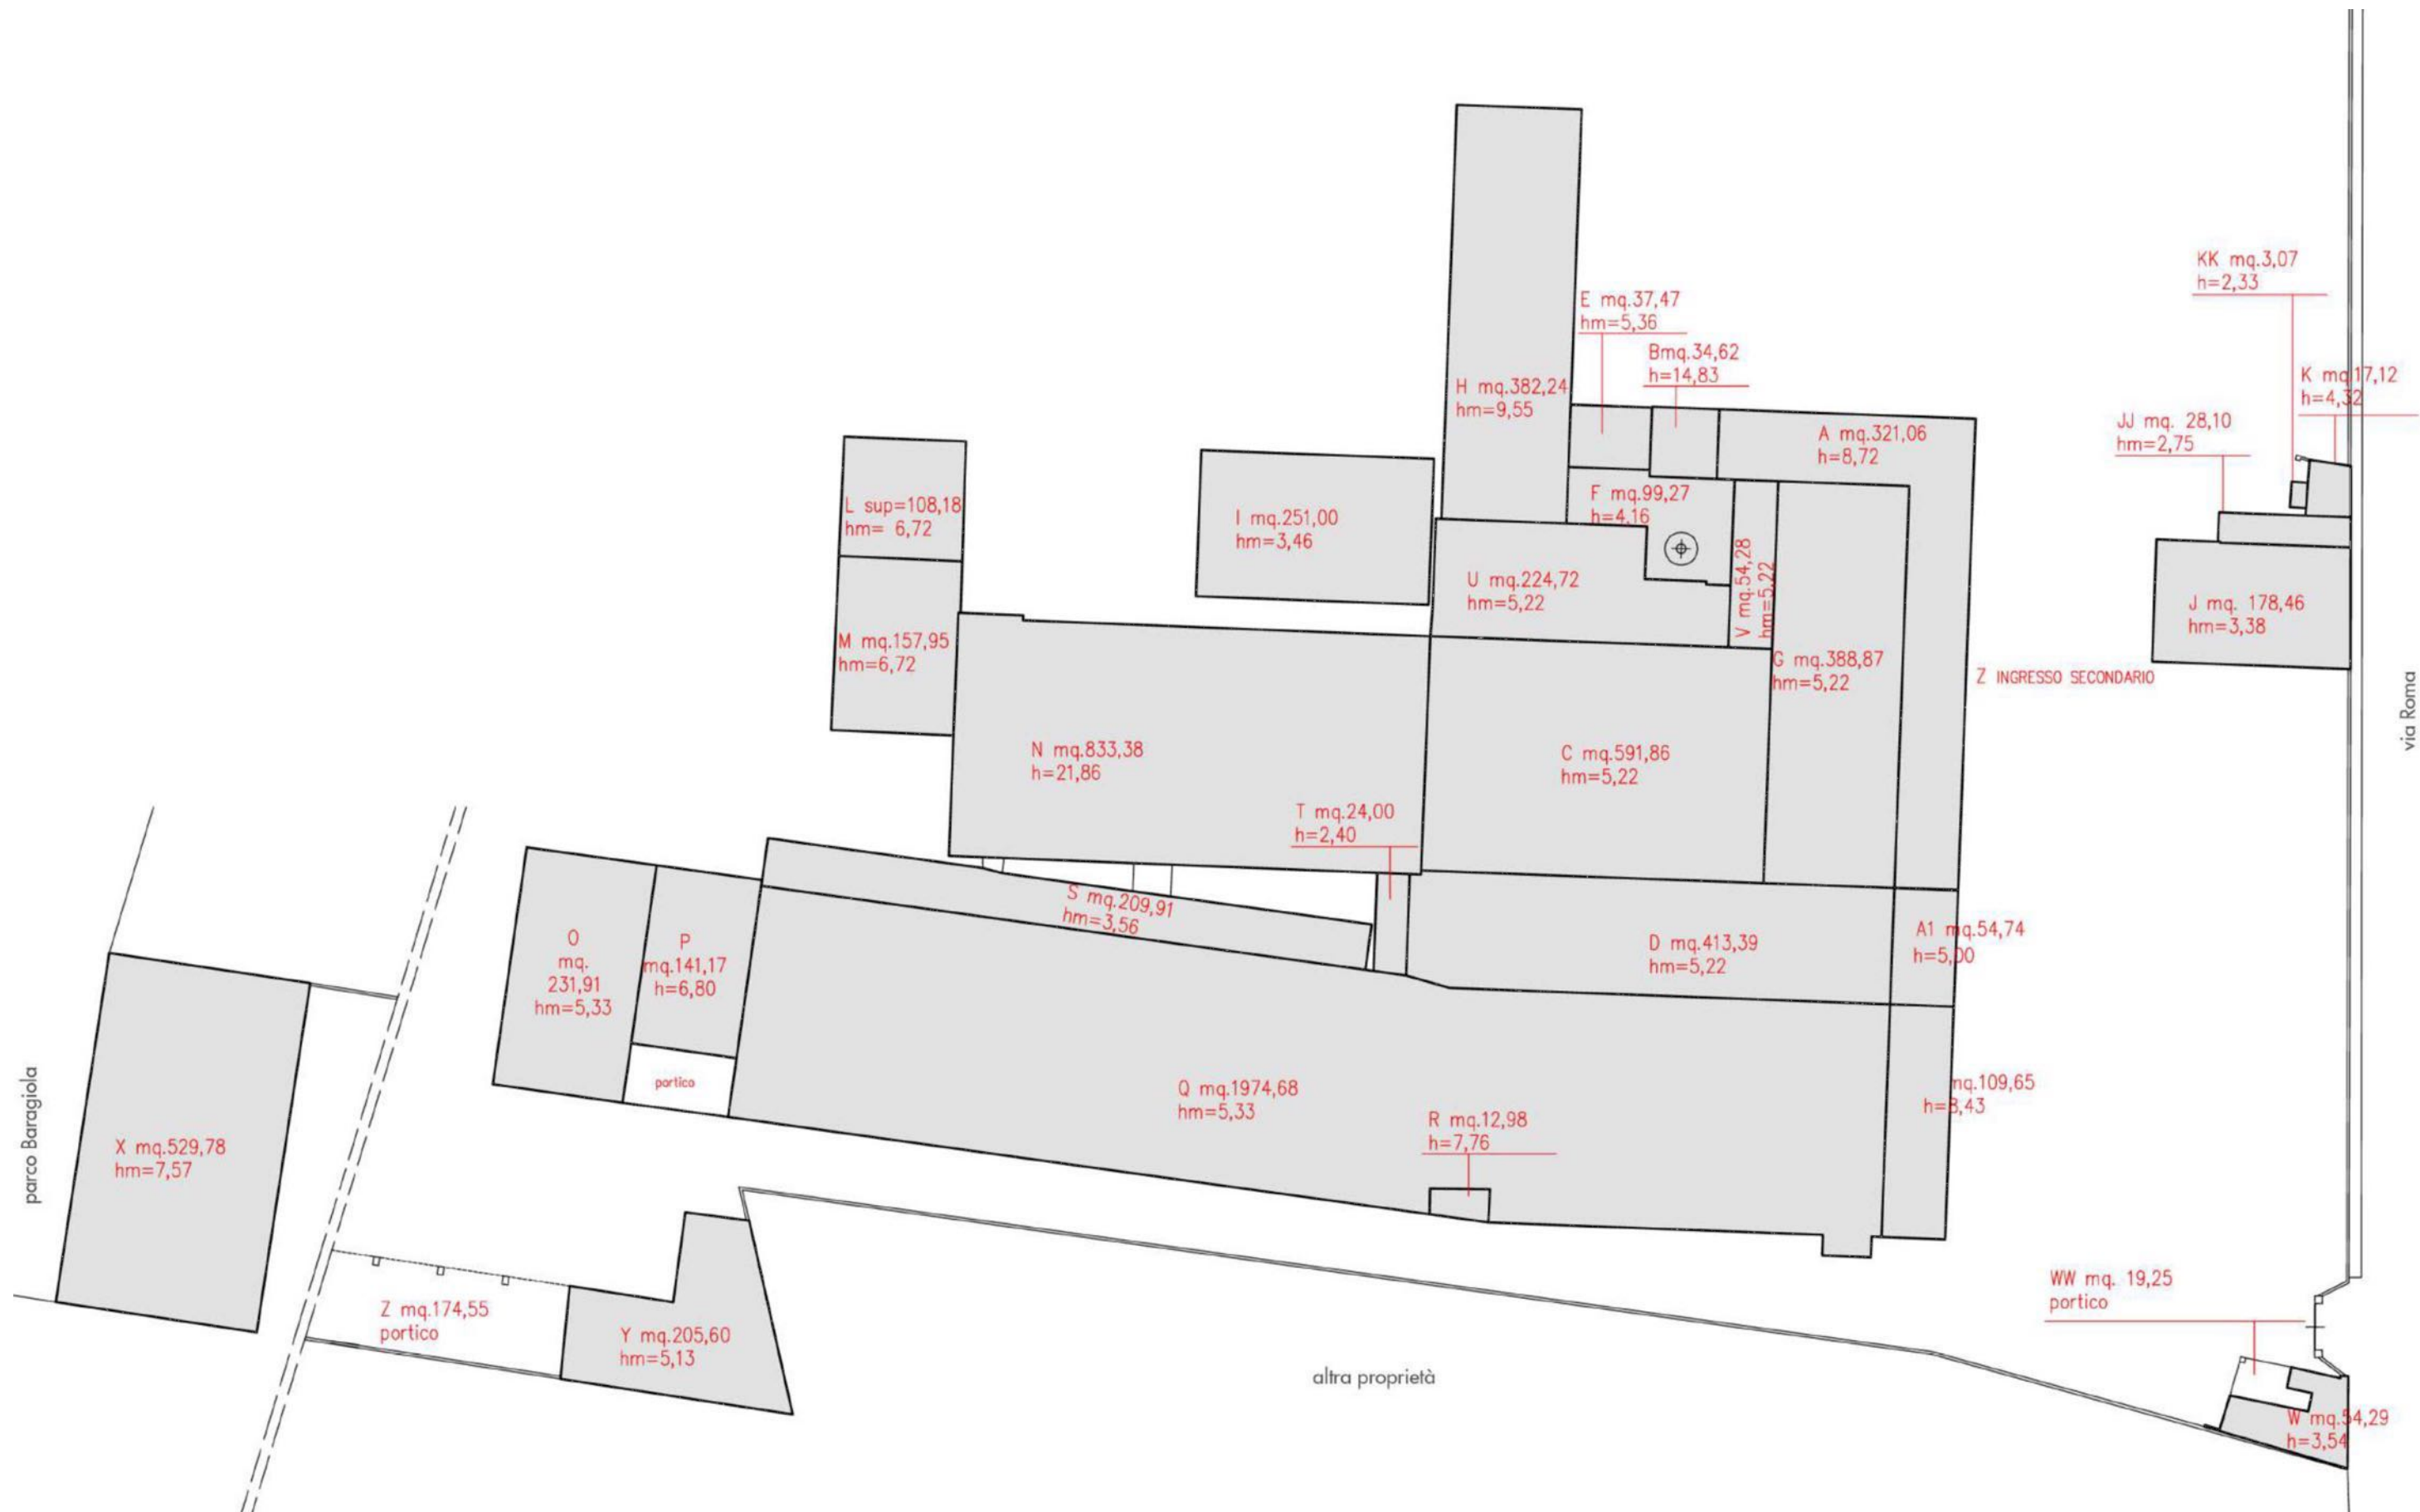 KK mq.3,07
h=2,33
E mq.37,47
hm=5,36
Bmq.34,62
h=14,83
H mq.382,24
hm=9,55
K mq.17,12
h=4,32
JJ mq. 28,10
hm=2,75
A mq.321,06
h=8,72
L sup=108,18
hm= 6,72
I mq.251,00
hm=3,46
F mq.99,27
h=4,16
U mq.224,72
hm=5,22
V mq.54,28
hm=5,22
J mq. 178,46
hm=3,38
M mq.157,95
hm=6,72
G mq.388,87
hm=5,22
Z INGRESSO SECONDARIO
via Roma
N mq.833,38
h=21,86
C mq.591,86
hm=5,22
T mq.24,00
h=2,40
S mq.209,91
hm=3,56
O
mq.
231,91
hm=5,33
P
mq.141,17
h=6,80
D mq.413,39
hm=5,22
A1 mq.54,74
h=5,00
portico
Q mq.1974,68
hm=5,33
mq.109,65
h=8,43
R mq.12,98
h=7,76
parco Baragiola
X mq.529,78
hm=7,57
Z mq.174,55
portico
Y mq.205,60
hm=5,13
WW mq. 19,25
portico
altra proprietà
W mq.54,29
h=3,54